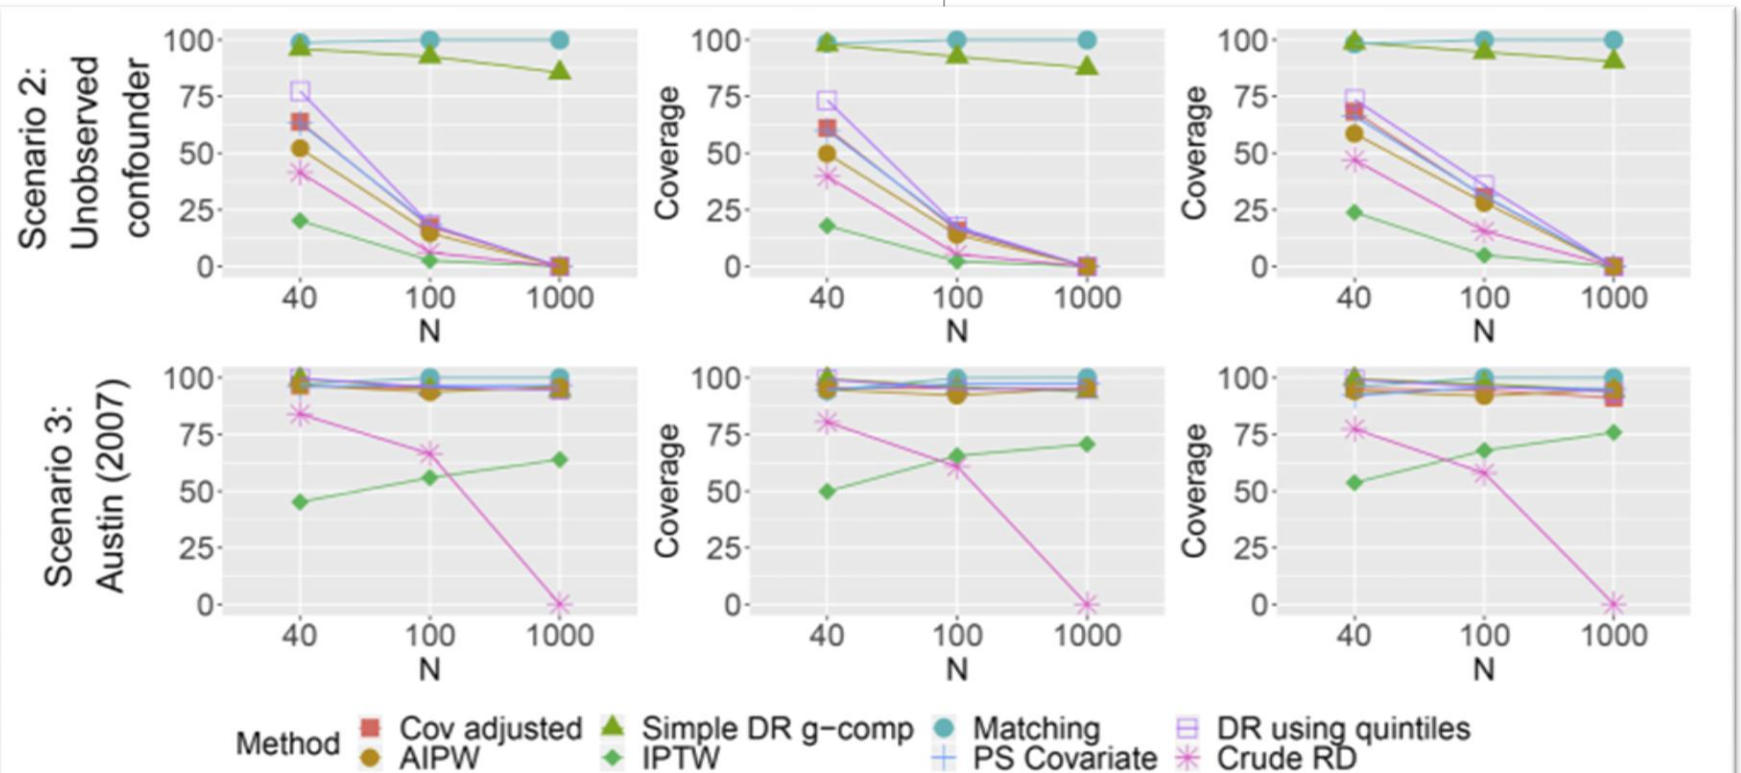 Scenario 2:
Unobserved
confounder
100
75
50
25
0
40 100 1000
N
Coverage
100
75
50
25
0
40 100 1000
N
Coverage
100
75
50
25
0
40 100 1000
N
Scenario 3:
Austin (2007)
100
75
50
25
0
40 100 1000
N
Coverage
100
75
50
25
0
40 100 1000
N
Coverage
100
75
50
25
0
40 100 1000
N
Method
Cov adjusted Simple DR g−comp Matching DR using quintiles
AIPW IPTW PS Covariate Crude RD